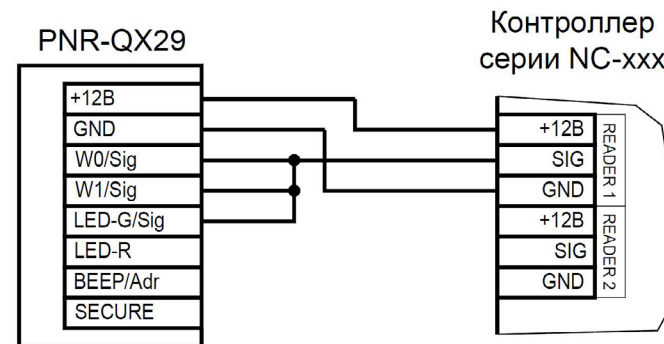 PNR-QX29
Контроллер
серии NC-xxx
+12В
GND
W0/Sig
W1/Sig
LED-G/Sig
LED-R
BEEP/Adr
SECURE
+12В
SIG
GND
READER 1
+12В
SIG
GND
READER 2